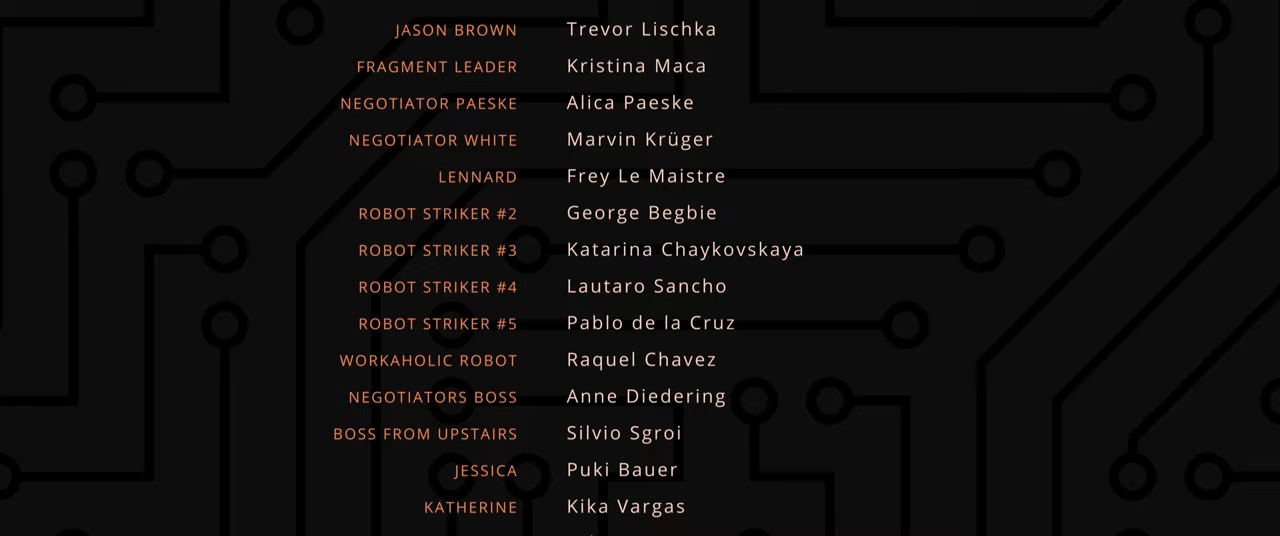 JASON BROWN Trevor Lischka
FRAGMENT LEADER Kristina Maca
NEGOTIATOR PAESKE Alica Paeske
NEGOTIATOR WHITE Marvin Krüger
LENNARD Frey Le Maistre
ROBOT STRIKER #2 George Begbie
ROBOT STRIKER #3 Katarina Chaykovskaya
ROBOT STRIKER #4 Lautaro Sancho
ROBOT STRIKER #5 Pablo de la Cruz
WORKAHOLIC ROBOT Raquel Chavez
NEGOTIATORS BOSS Anne Diedering
BOSS FROM UPSTAIRS Silvio Sgroi
JESSICA Puki Bauer
KATHERINE Kika Vargas